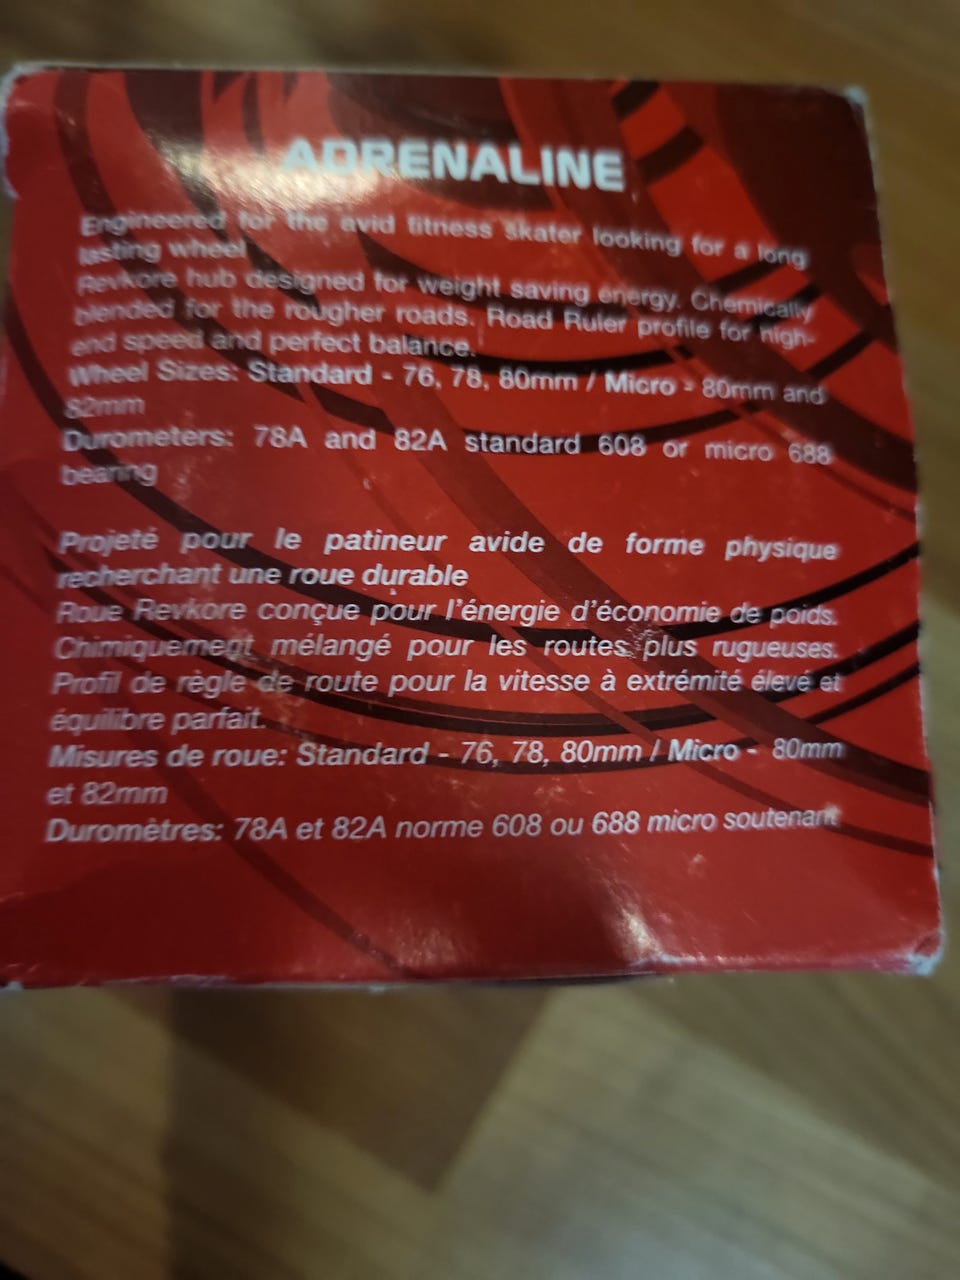 ADRENALINE
Engineered for the avid fitness skater looking for a long
lasting wheel
Revkore hub designed for weight saving energy. Chemically
blended for the rougher roads. Road Ruler profile for high-
end speed and perfect balance.
Wheel Sizes: Standard - 76, 78, 80mm / Micro - 80mm and
82mm
Durometers: 78A and 82A standard 608 or micro 688
bearing
Projeté pour le patineur avide de forme physique
recherchant une roue durable
Roue Revkore conçue pour l'énergie d'économie de poids.
Chimiquement mélangé pour les routes plus rugueuses.
Profil de règle de route pour la vitesse à extrémité élevé et
équilibre parfait.
Misures de roue: Standard - 76, 78, 80mm / Micro - 80mm
et 82mm
Duromètres: 78A et 82A norme 608 ou 688 micro soutenant